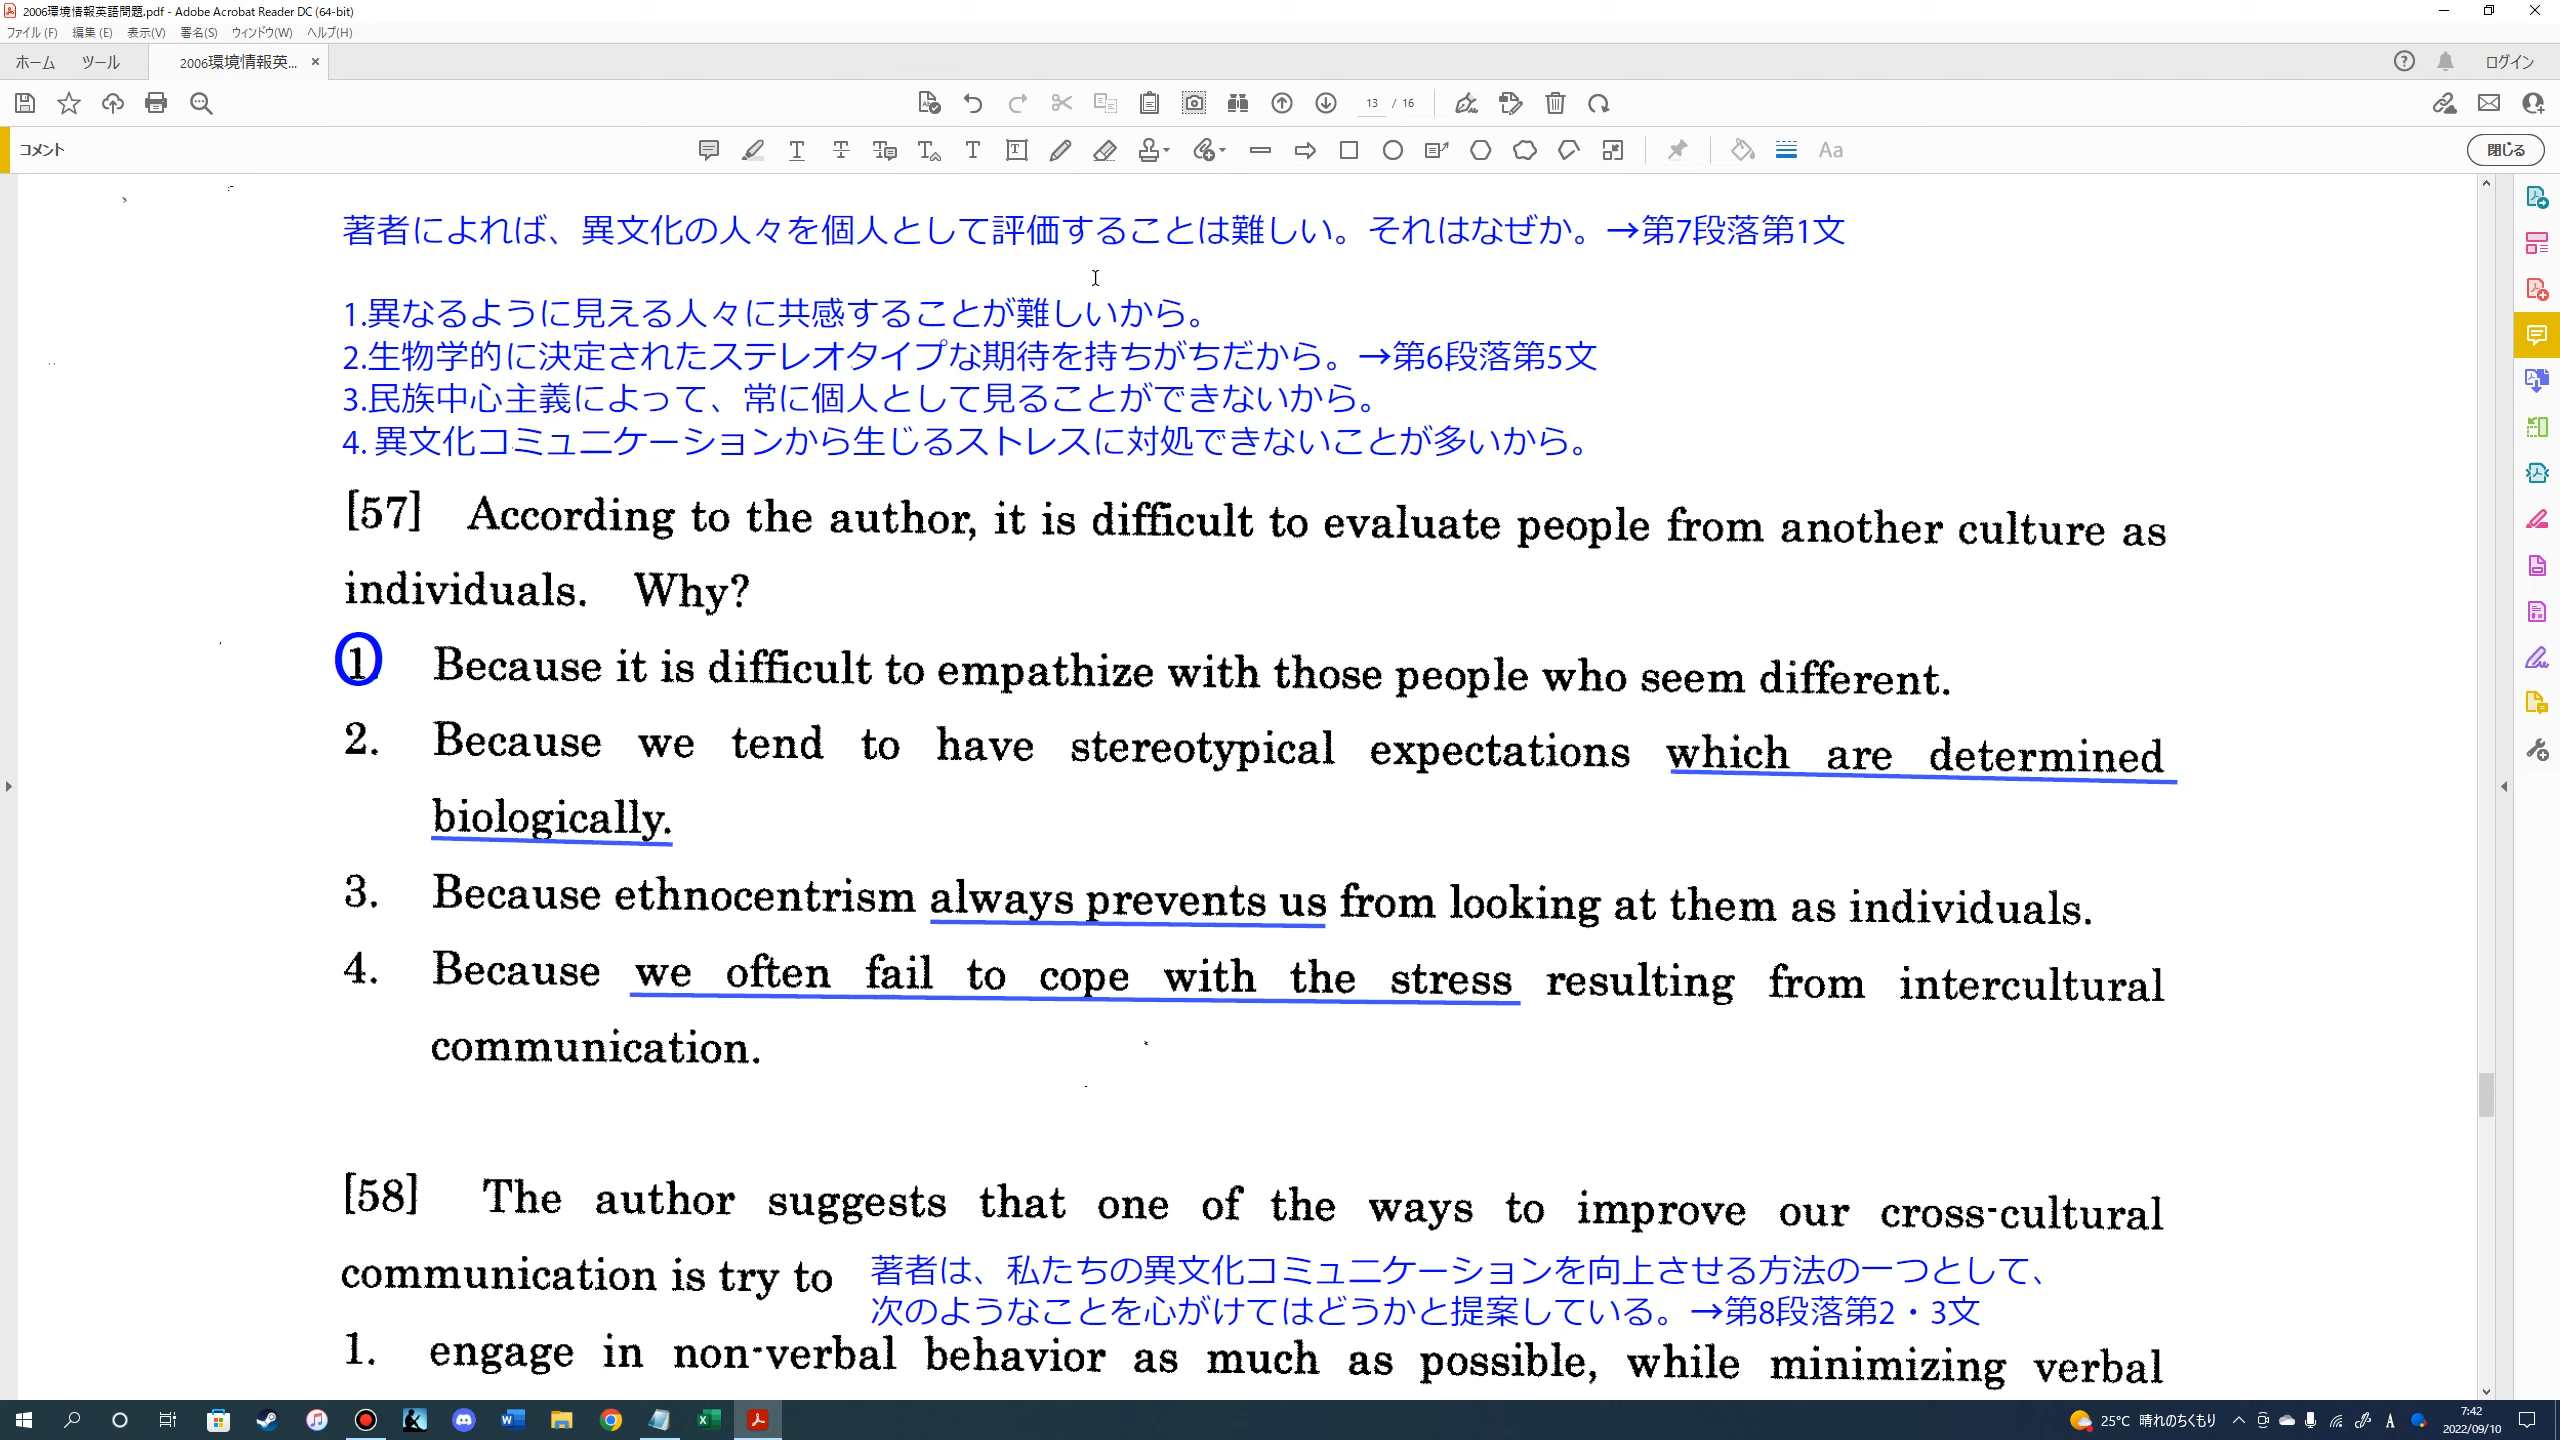 2006環境情報英語問題.pdf - Adobe Acrobat Reader DC (64-bit)
ファイル(F) 編集(E) 表示(V) 署名(S) ウィンドウ(W) ヘルプ(H)
ホーム ツール 2006環境情報英... × ログイン
13 / 16
コメント Aa 閉じる
著者によれば、異文化の人々を個人として評価することは難しい。それはなぜか。→第7段落第1文
1.異なるように見える人々に共感することが難しいから。
2.生物学的に決定されたステレオタイプな期待を持ちがちだから。→第6段落第5文
3.民族中心主義によって、常に個人として見ることができないから。
4. 異文化コミュニケーションから生じるストレスに対処できないことが多いから。
[57] According to the author, it is difficult to evaluate people from another culture as
individuals. Why?
1 Because it is difficult to empathize with those people who seem different.
2. Because we tend to have stereotypical expectations which are determined
biologically.
3. Because ethnocentrism always prevents us from looking at them as individuals.
4. Because we often fail to cope with the stress resulting from intercultural
communication.
[58] The author suggests that one of the ways to improve our cross-cultural
communication is try to
著者は、私たちの異文化コミュニケーションを向上させる方法の一つとして、
次のようなことを心がけてはどうかと提案している。→第8段落第2・3文
1. engage in non-verbal behavior as much as possible, while minimizing verbal
25°C 晴れのちくもり A 7:42
2022/09/10